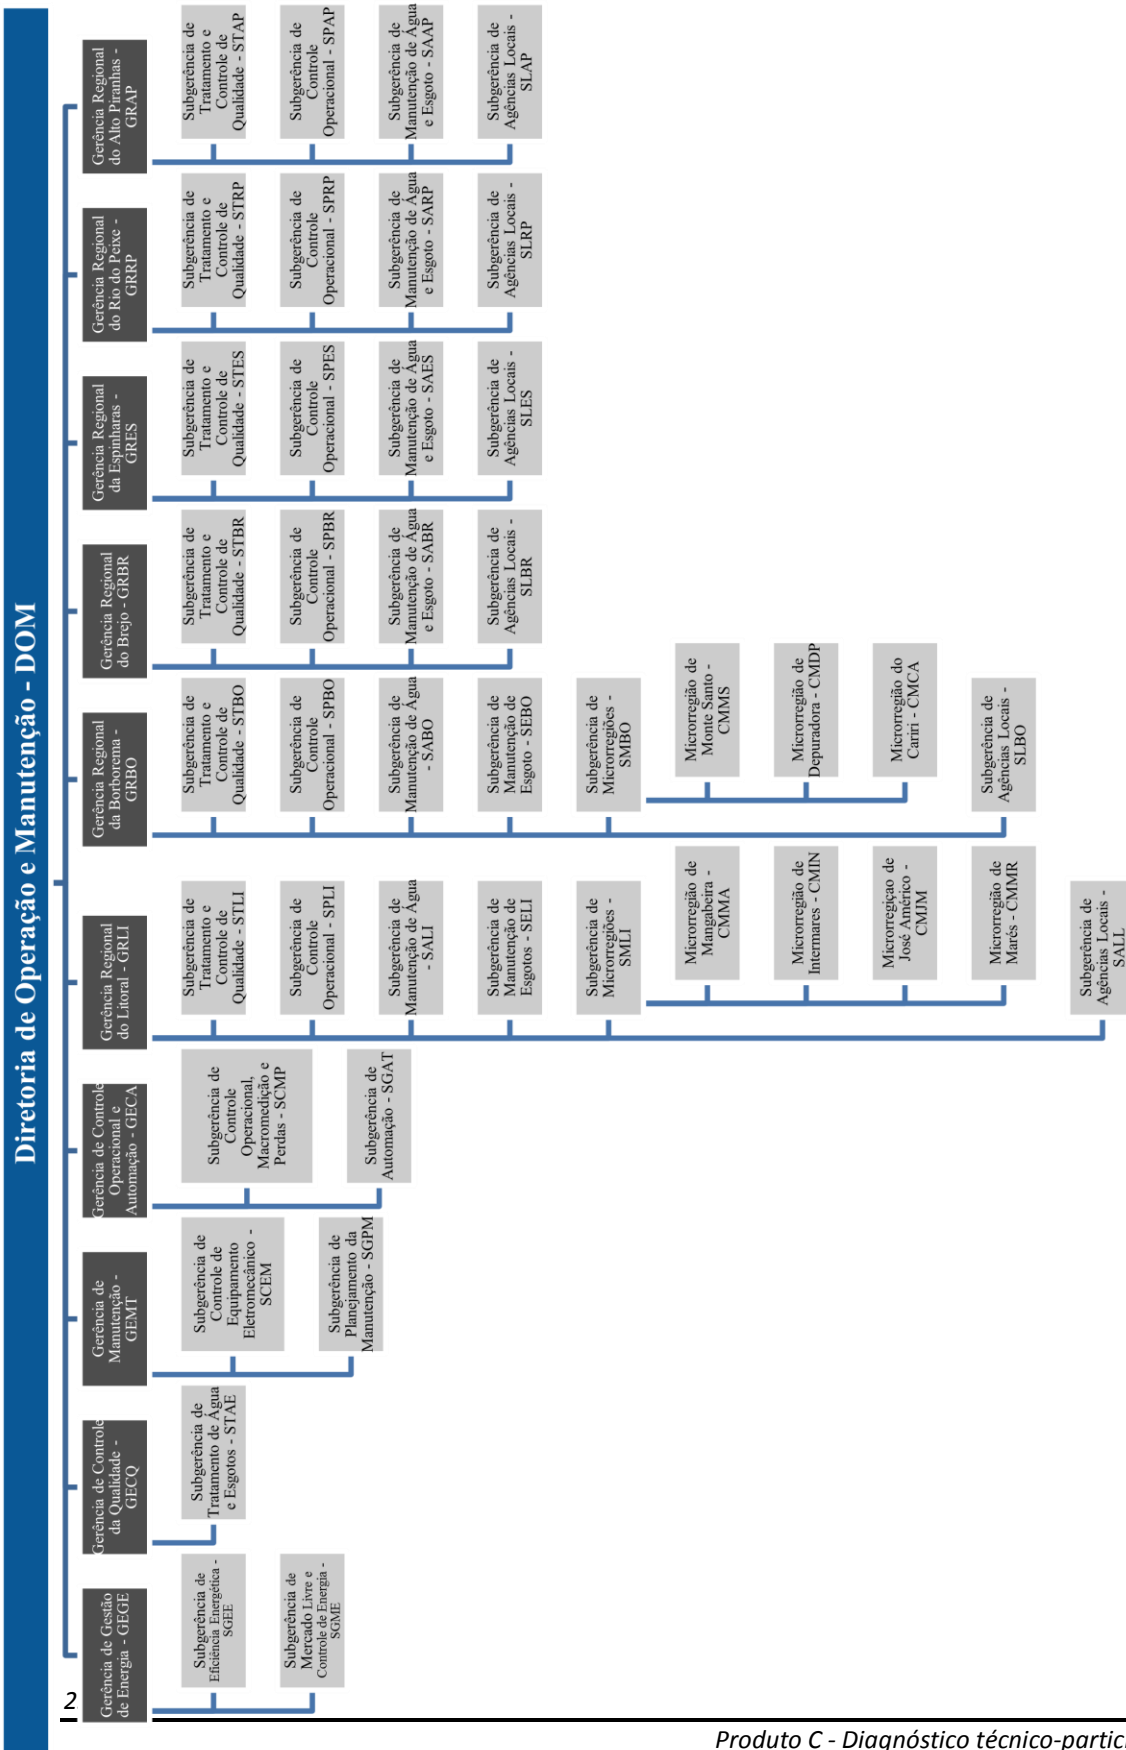 Diretoria de Operação e Manutenção - DOM
Gerência de Gestão
de Energia - GEGE
Subgerência de
Eficiência Energética -
SGEE
Subgerência de
Mercado Livre e
Controle de Energia -
SGME
Gerência de Controle
da Qualidade -
GECQ
Subgerência de
Tratamento de Água
e Esgotos - STAE
Gerência de
Manutenção -
GEMT
Subgerência de
Controle de
Equipamento
Eletromecânico -
SCEM
Subgerência de
Planejamento da
Manutenção - SGPM
Gerência de Controle
Operacional e
Automação - GECA
Subgerência de
Controle
Operacional,
Macromedição e
Perdas - SCMP
Subgerência de
Automação - SGAT
Gerência Regional
do Litoral - GRLI
Subgerência de
Tratamento e
Controle de
Qualidade - STLI
Subgerência de
Controle
Operacional - SPLI
Subgerência de
Manutenção de Água
- SALI
Subgerência de
Manutenção de
Esgotos - SELI
Subgerência de
Microrregiões -
SMLI
Microrregião de
Mangabeira -
CMMA
Microrregião de
Intermares - CMIN
Microrregiçao de
José Américo -
CMJM
Microrregião de
Marés - CMMR
Subgerência de
Agências Locais -
SALL
Gerência Regional
da Borborema -
GRBO
Subgerência de
Tratamento e
Controle de
Qualidade - STBO
Subgerência de
Controle
Operacional - SPBO
Subgerência de
Manutenção de Água
- SABO
Subgerência de
Manutenção de
Esgoto - SEBO
Subgerência de
Microrregiões -
SMBO
Microrregião de
Monte Santo -
CMMS
Microrregião de
Depuradora - CMDP
Microrregião do
Cariri - CMCA
Subgerência de
Agências Locais -
SLBO
Gerência Regional
do Brejo - GRBR
Subgerência de
Tratamento e
Controle de
Qualidade - STBR
Subgerência de
Controle
Operacional - SPBR
Subgerência de
Manutenção de Água
e Esgoto - SABR
Subgerência de
Agências Locais -
SLBR
Gerência Regional
da Espinharas -
GRES
Subgerência de
Tratamento e
Controle de
Qualidade - STES
Subgerência de
Controle
Operacional - SPES
Subgerência de
Manutenção de Água
e Esgoto - SAES
Subgerência de
Agências Locais -
SLES
Gerência Regional
do Rio do Peixe -
GRRP
Subgerência de
Tratamento e
Controle de
Qualidade - STRP
Subgerência de
Controle
Operacional - SPRP
Subgerência de
Manutenção de Água
e Esgoto - SARP
Subgerência de
Agências Locais -
SLRP
Gerência Regional
do Alto Piranhas -
GRAP
Subgerência de
Tratamento e
Controle de
Qualidade - STAP
Subgerência de
Controle
Operacional - SPAP
Subgerência de
Manutenção de Água
e Esgoto - SAAP
Subgerência de
Agências Locais -
SLAP
2
Produto C - Diagnóstico técnico-partici